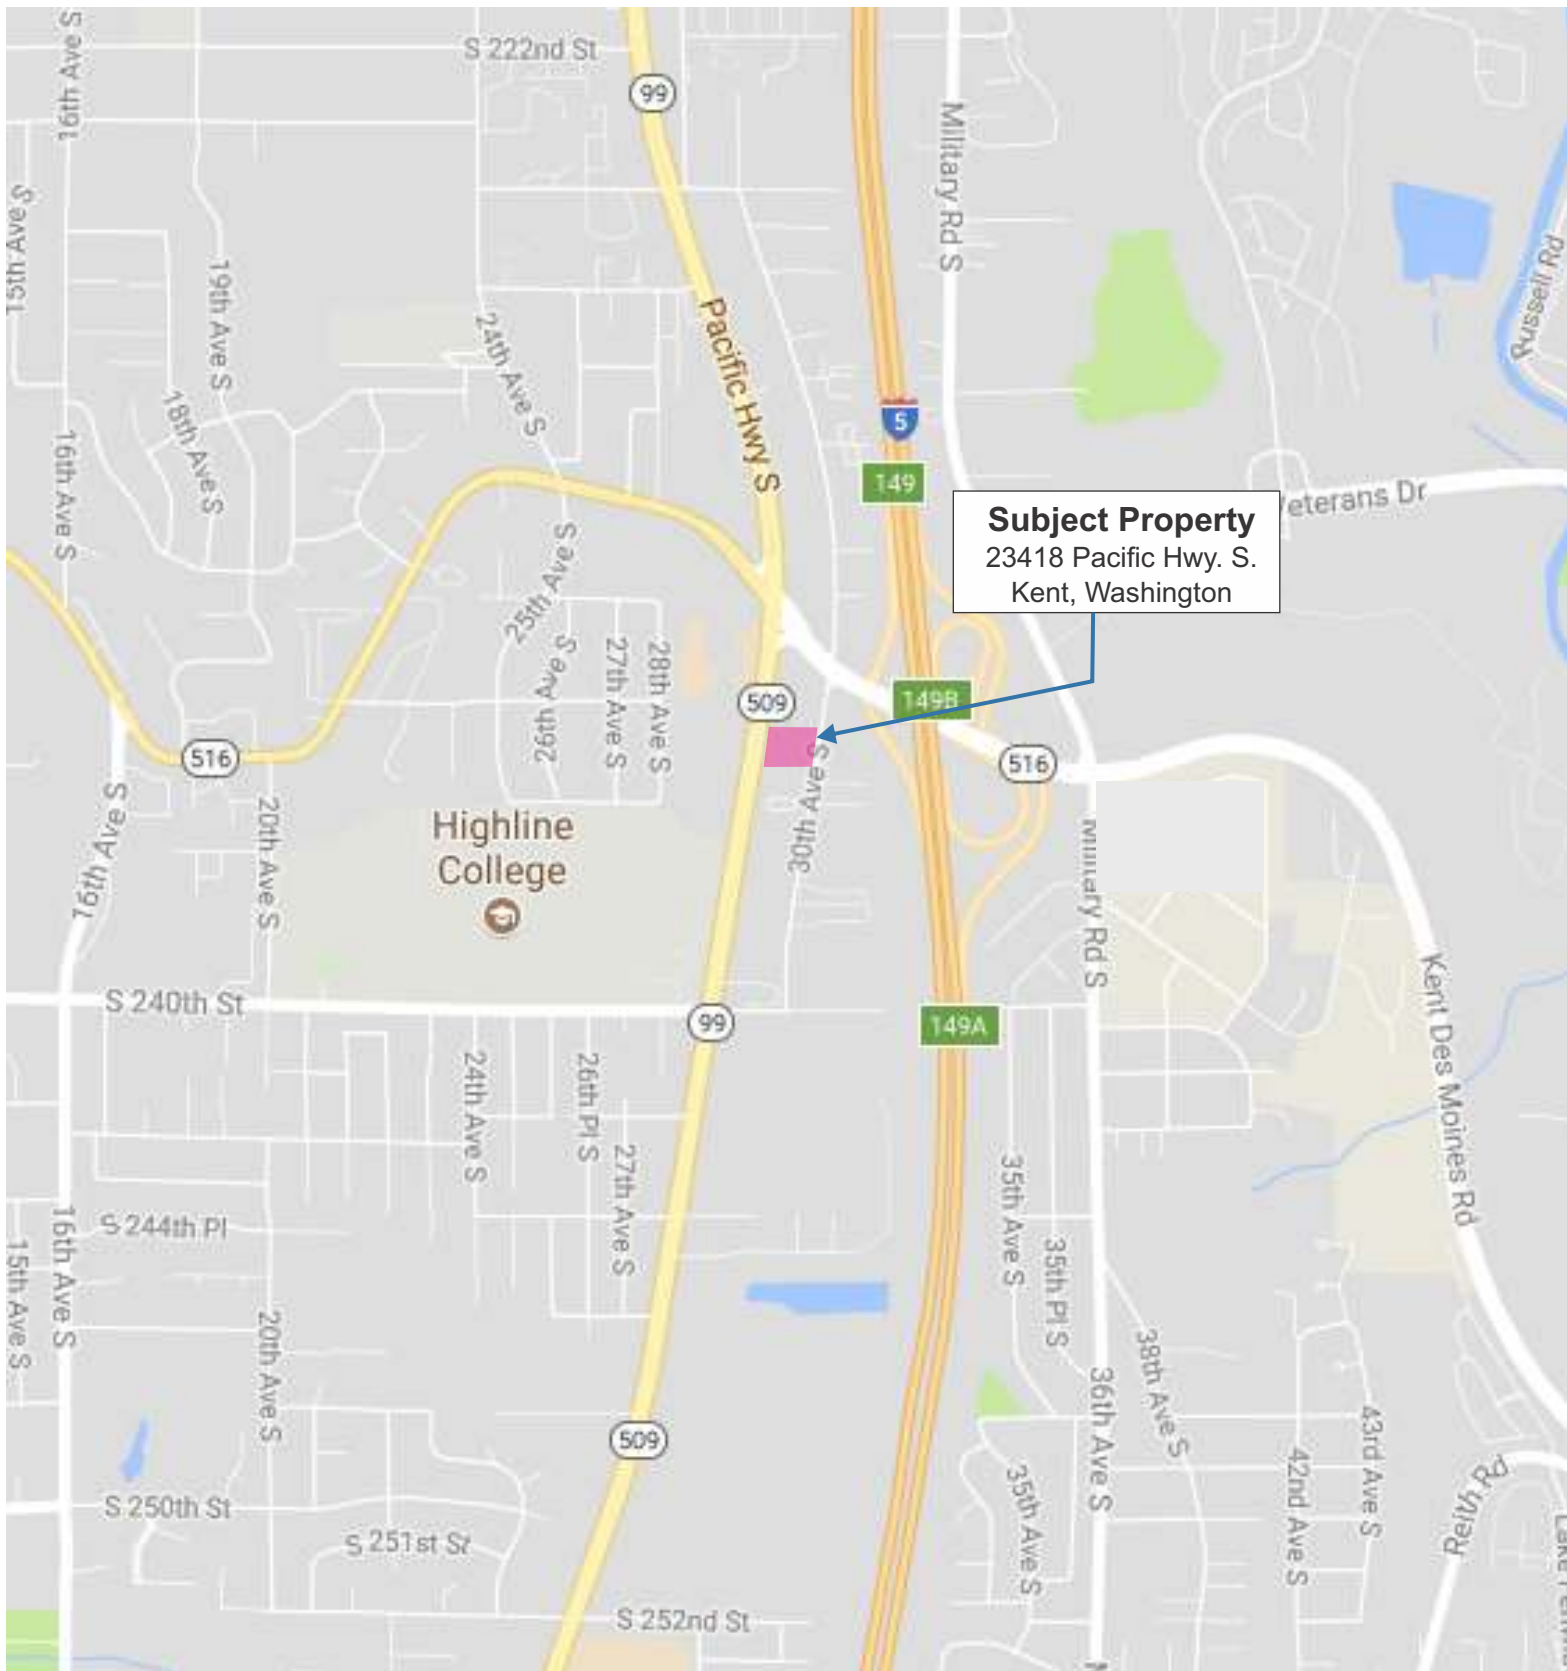 S 222nd St
16th Ave S
99
Military Rd S
15th Ave S
19th Ave S
Russell Rd
24th Ave S
Pacific Hwy S
18th Ave S
5
16th Ave S
149
Veterans Dr
Subject Property
23418 Pacific Hwy. S.
Kent, Washington
25th Ave S
26th Ave S
27th Ave S
28th Ave S
509
149B
516
516
16th Ave S
20th Ave S
Highline
College
30th Ave S
Military Rd S
S 240th St
99
149A
Kent Des Moines Rd
24th Ave S
26th Pl S
27th Ave S
35th Ave S
35th Pl S
16th Ave S
S 244th Pl
15th Ave S
20th Ave S
38th Ave S
36th Ave S
43rd Ave S
42nd Ave S
509
35th Ave S
Reith Rd
S 250th St
S 251st St
S 252nd St